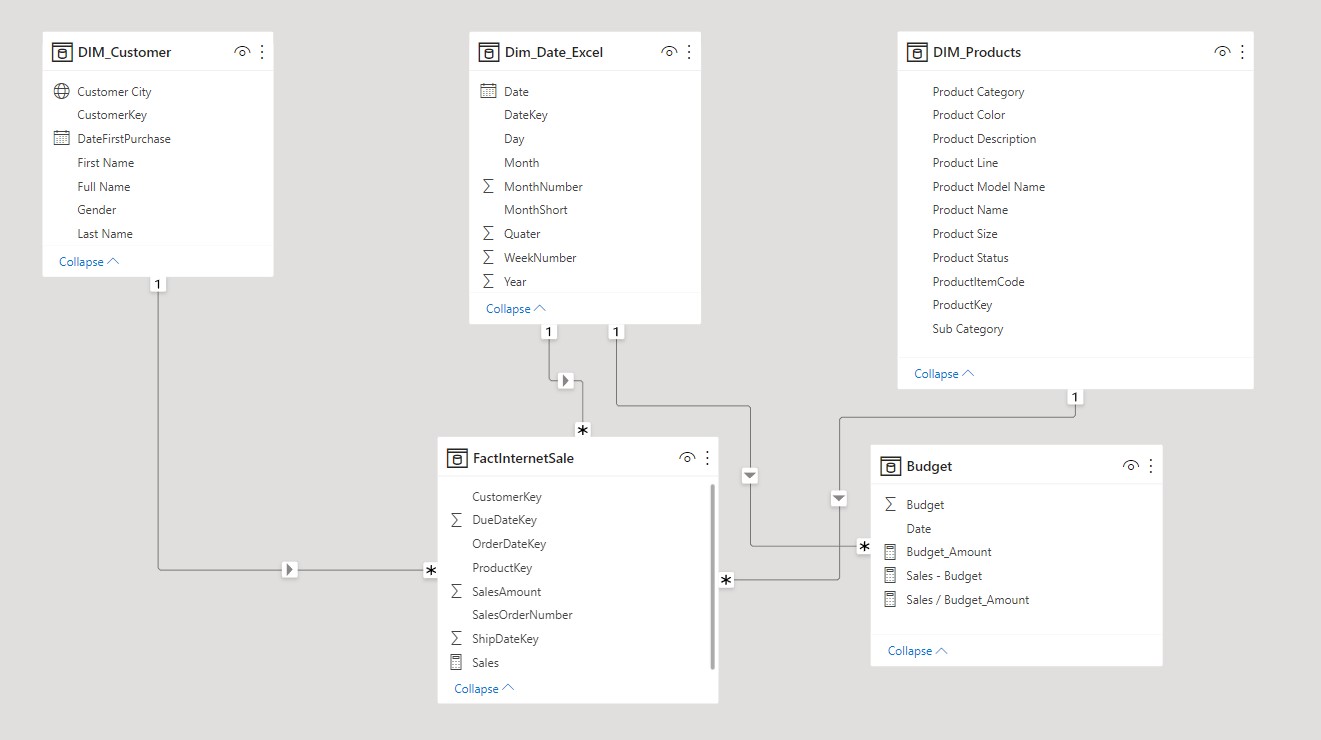 DIM_Customer
Customer City
CustomerKey
DateFirstPurchase
First Name
Full Name
Gender
Last Name
Collapse
1
Dim_Date_Excel
Date
DateKey
Day
Month
Σ MonthNumber
MonthShort
Σ Quater
Σ WeekNumber
Σ Year
Collapse
1
1
DIM_Products
Product Category
Product Color
Product Description
Product Line
Product Model Name
Product Name
Product Size
Product Status
ProductItemCode
ProductKey
Sub Category
Collapse
1
*
*
FactInternetSale
CustomerKey
Σ DueDateKey
OrderDateKey
ProductKey
Σ SalesAmount
SalesOrderNumber
Σ ShipDateKey
Sales
Collapse
*
*
Budget
Σ Budget
Date
Budget_Amount
Sales - Budget
Sales / Budget_Amount
Collapse